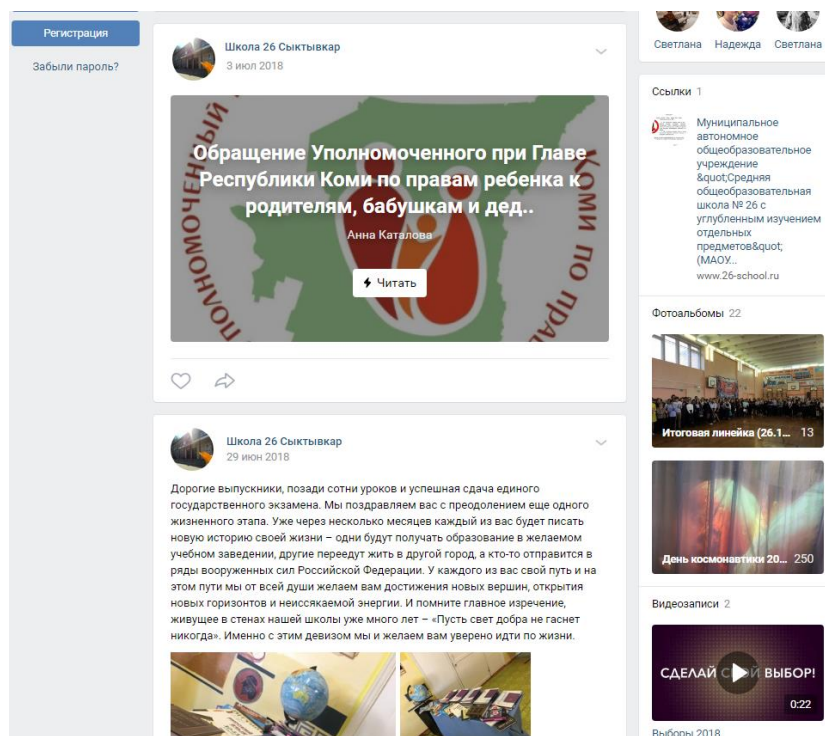 Регистрация
Забыли пароль?
Школа 26 Сыктывкар
3 июл 2018
УПОЛНОМОЧЕННЫЙ
КОМИ ПО ПРАВ
Обращение Уполномоченного при Главе
Республики Коми по правам ребенка к
родителям, бабушкам и дед..
Анна Каталова
Читать
Школа 26 Сыктывкар
29 июн 2018
Дорогие выпускники, позади сотни уроков и успешная сдача единого
государственного экзамена. Мы поздравляем вас с преодолением еще одного
жизненного этапа. Уже через несколько месяцев каждый из вас будет писать
новую историю своей жизни – одни будут получать образование в желаемом
учебном заведении, другие переедут жить в другой город, а кто-то отправится в
ряды вооруженных сил Российской Федерации. У каждого из вас свой путь и на
этом пути мы от всей души желаем вам достижения новых вершин, открытия
новых горизонтов и неиссякаемой энергии. И помните главное изречение,
живущее в стенах нашей школы уже много лет – «Пусть свет добра не гаснет
никогда». Именно с этим девизом мы и желаем вам уверено идти по жизни.
Светлана Надежда Светлана
Ссылки 1
Муниципальное
автономное
общеобразовательное
учреждение
&quot;Средняя
общеобразовательная
школа № 26 с
углубленным изучением
отдельных
предметов&quot;
(МАОУ...
www.26-school.ru
Фотоальбомы 22
Итоговая линейка (26.1... 13
День космонавтики 20... 250
Видеозаписи 2
СДЕЛАЙ СВОЙ ВЫБОР!
0:22
Выборы 2018